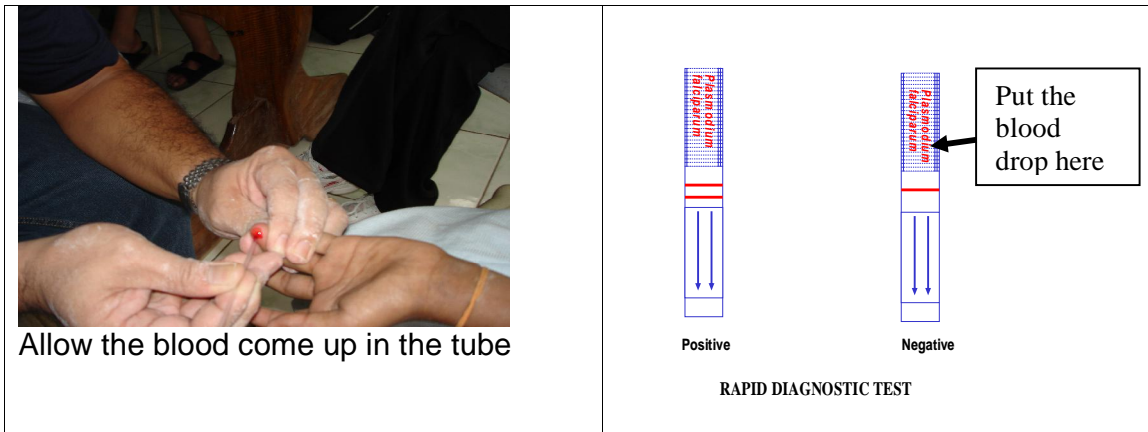 Allow the blood come up in the tube
Plasmodium
falciparum
Plasmodium
falciparum
Put the
blood
drop here
Positive
Negative
RAPID DIAGNOSTIC TEST